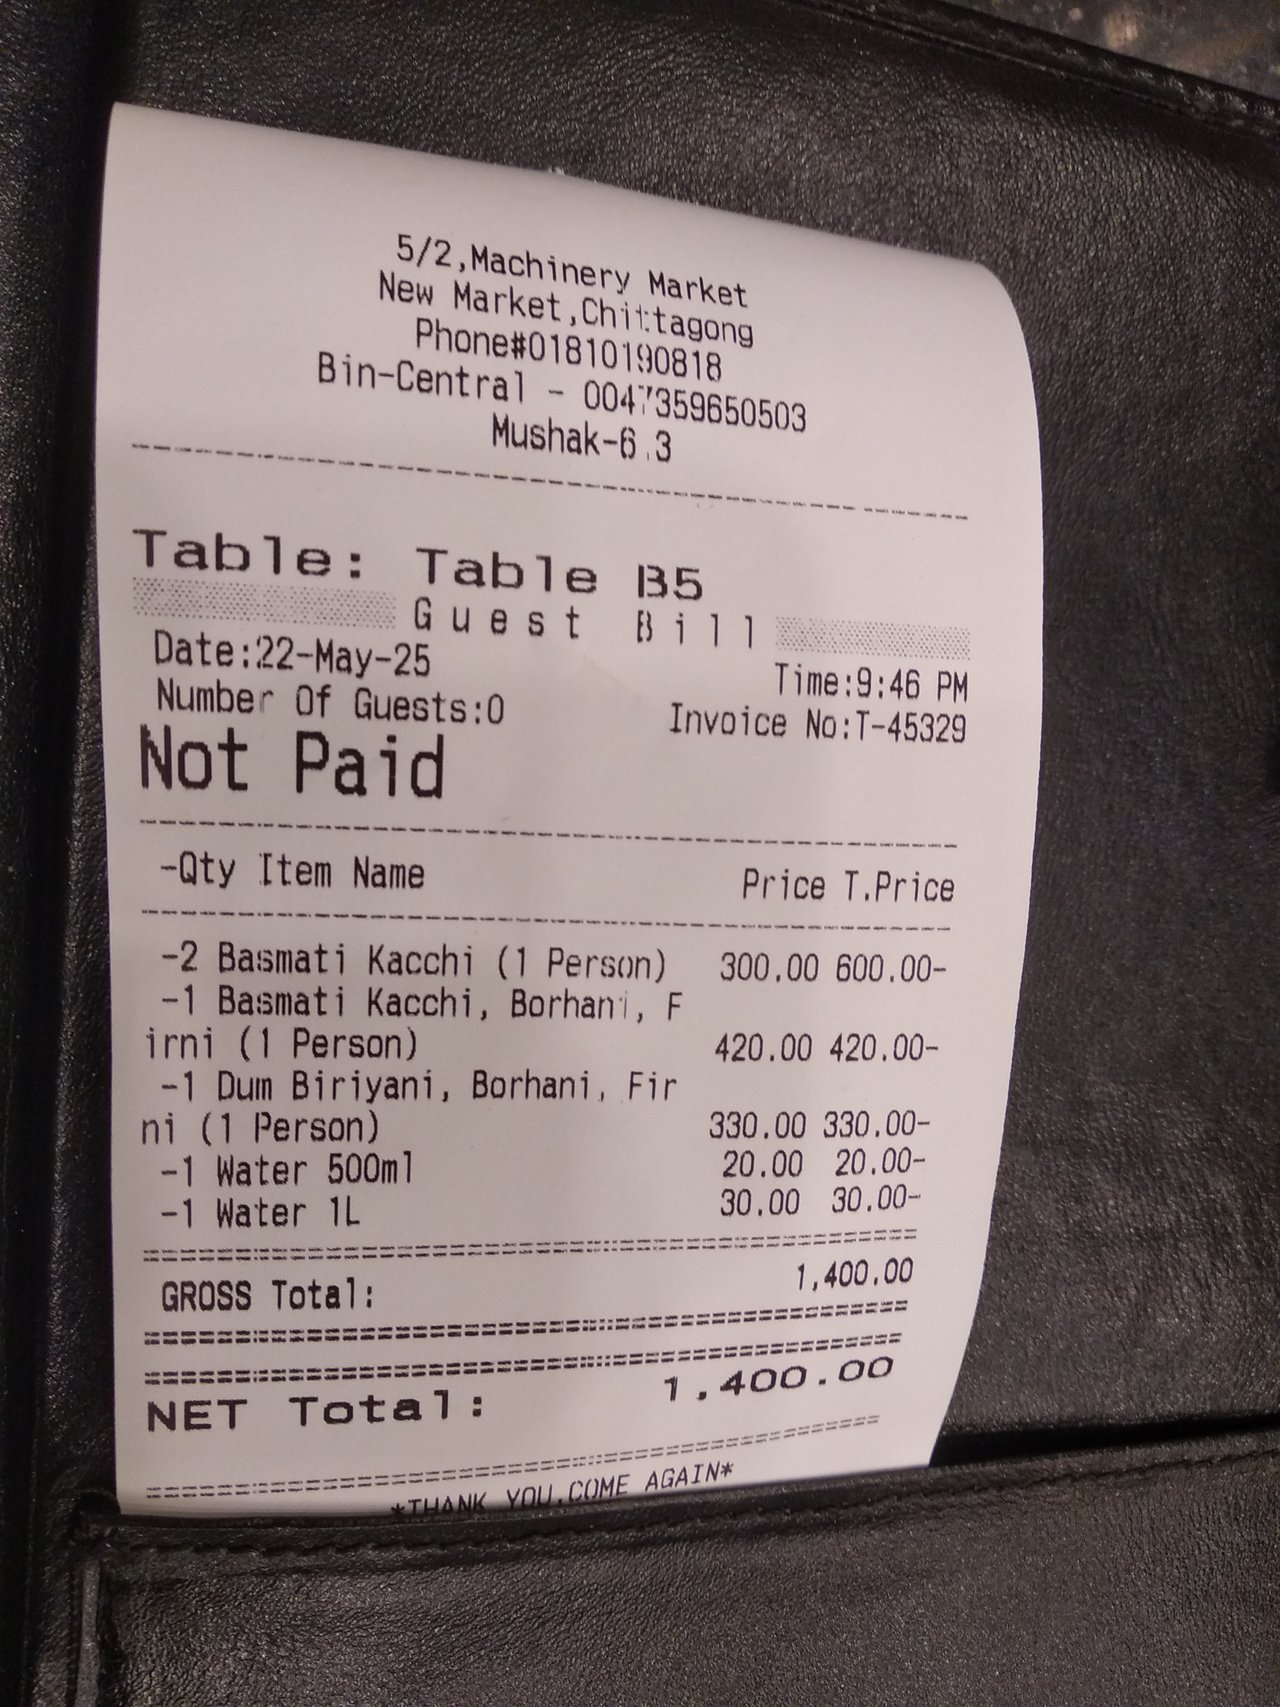 5/2,Machinery Market
New Market,Chittagong
Phone#01810190818
Bin-Central - 0047359650503
Mushak-6.3
Table: Table B5
Guest Bill
Date:22-May-25 Time:9:46 PM
Number Of Guests:0 Invoice No:T-45329
Not Paid
-Qty Item Name Price T.Price
-2 Basmati Kacchi (1 Person) 300.00 600.00-
-1 Basmati Kacchi, Borhani, F
irni (1 Person) 420.00 420.00-
-1 Dum Biriyani, Borhani, Fir
ni (1 Person) 330.00 330.00-
-1 Water 500ml 20.00 20.00-
-1 Water 1L 30.00 30.00-
GROSS Total: 1,400.00
NET Total: 1,400.00
*THANK YOU,COME AGAIN*